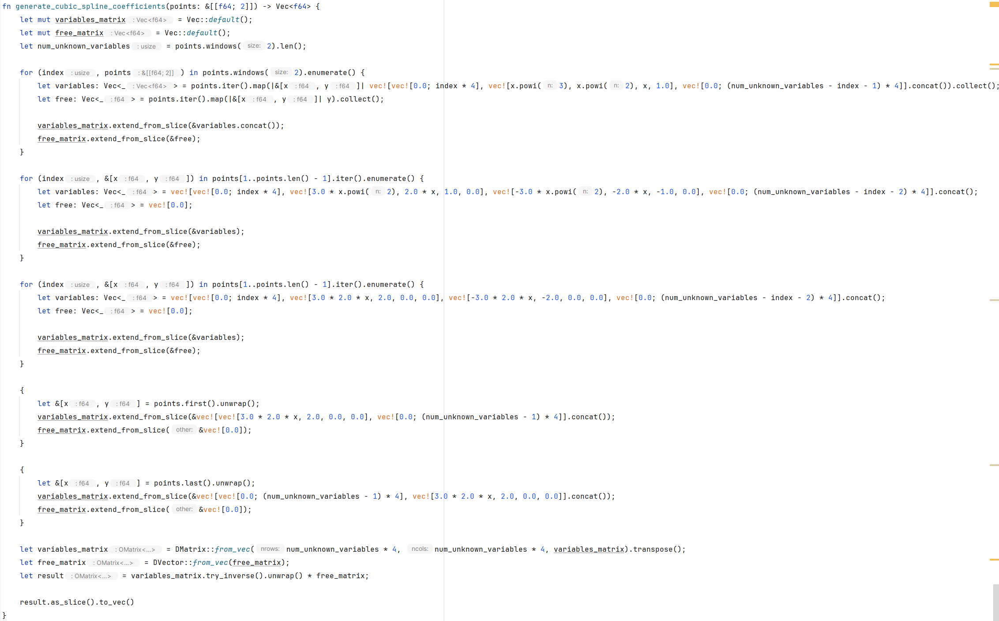 fn generate_cubic_spline_coefficients(points: &[[f64; 2]]) -> Vec<f64> {
    let mut variables_matrix : Vec<f64> = Vec::default();
    let mut free_matrix : Vec<f64> = Vec::default();
    let num_unknown_variables : usize = points.windows( size: 2).len();

    for (index : usize , points : &[[f64; 2]] ) in points.windows( size: 2).enumerate() {
        let variables: Vec<_ : Vec<f64> > = points.iter().map(|&[x : f64 , y : f64 ]| vec![vec![0.0; index * 4], vec![x.powi( n: 3), x.powi( n: 2), x, 1.0], vec![0.0; (num_unknown_variables - index - 1) * 4]].concat()).collect();
        let free: Vec<_ : f64 > = points.iter().map(|&[x : f64 , y : f64 ]| y).collect();

        variables_matrix.extend_from_slice(&variables.concat());
        free_matrix.extend_from_slice(&free);
    }

    for (index : usize , &[x : f64 , y : f64 ]) in points[1..points.len() - 1].iter().enumerate() {
        let variables: Vec<_ : f64 > = vec![vec![0.0; index * 4], vec![3.0 * x.powi( n: 2), 2.0 * x, 1.0, 0.0], vec![-3.0 * x.powi( n: 2), -2.0 * x, -1.0, 0.0], vec![0.0; (num_unknown_variables - index - 2) * 4]].concat();
        let free: Vec<_ : f64 > = vec![0.0];

        variables_matrix.extend_from_slice(&variables);
        free_matrix.extend_from_slice(&free);
    }

    for (index : usize , &[x : f64 , y : f64 ]) in points[1..points.len() - 1].iter().enumerate() {
        let variables: Vec<_ : f64 > = vec![vec![0.0; index * 4], vec![3.0 * 2.0 * x, 2.0, 0.0, 0.0], vec![-3.0 * 2.0 * x, -2.0, 0.0, 0.0], vec![0.0; (num_unknown_variables - index - 2) * 4]].concat();
        let free: Vec<_ : f64 > = vec![0.0];

        variables_matrix.extend_from_slice(&variables);
        free_matrix.extend_from_slice(&free);
    }

    {
        let &[x : f64 , y : f64 ] = points.first().unwrap();
        variables_matrix.extend_from_slice(&vec![vec![3.0 * 2.0 * x, 2.0, 0.0, 0.0], vec![0.0; (num_unknown_variables - 1) * 4]].concat());
        free_matrix.extend_from_slice( other: &vec![0.0]);
    }

    {
        let &[x : f64 , y : f64 ] = points.last().unwrap();
        variables_matrix.extend_from_slice(&vec![vec![0.0; (num_unknown_variables - 1) * 4], vec![3.0 * 2.0 * x, 2.0, 0.0, 0.0]].concat());
        free_matrix.extend_from_slice( other: &vec![0.0]);
    }

    let variables_matrix : OMatrix<...> = DMatrix::from_vec( nrows: num_unknown_variables * 4, ncols: num_unknown_variables * 4, variables_matrix).transpose();
    let free_matrix : OMatrix<...> = DVector::from_vec(free_matrix);
    let result : OMatrix<...> = variables_matrix.try_inverse().unwrap() * free_matrix;

    result.as_slice().to_vec()
}